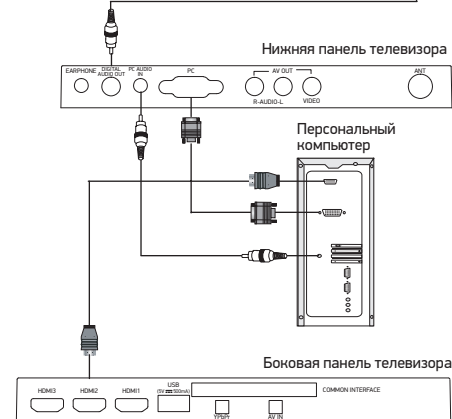 Нижняя панель телевизора
EARPHONE DIGITAL AUDIO OUT PC AUDIO IN PC AV OUT ANT
R-AUDIO-L VIDEO
Персональный
компьютер
Боковая панель телевизора
HDMI3 HDMI2 HDMI1 USB (5V 500mA) COMMON INTERFACE
YPbPr AV IN